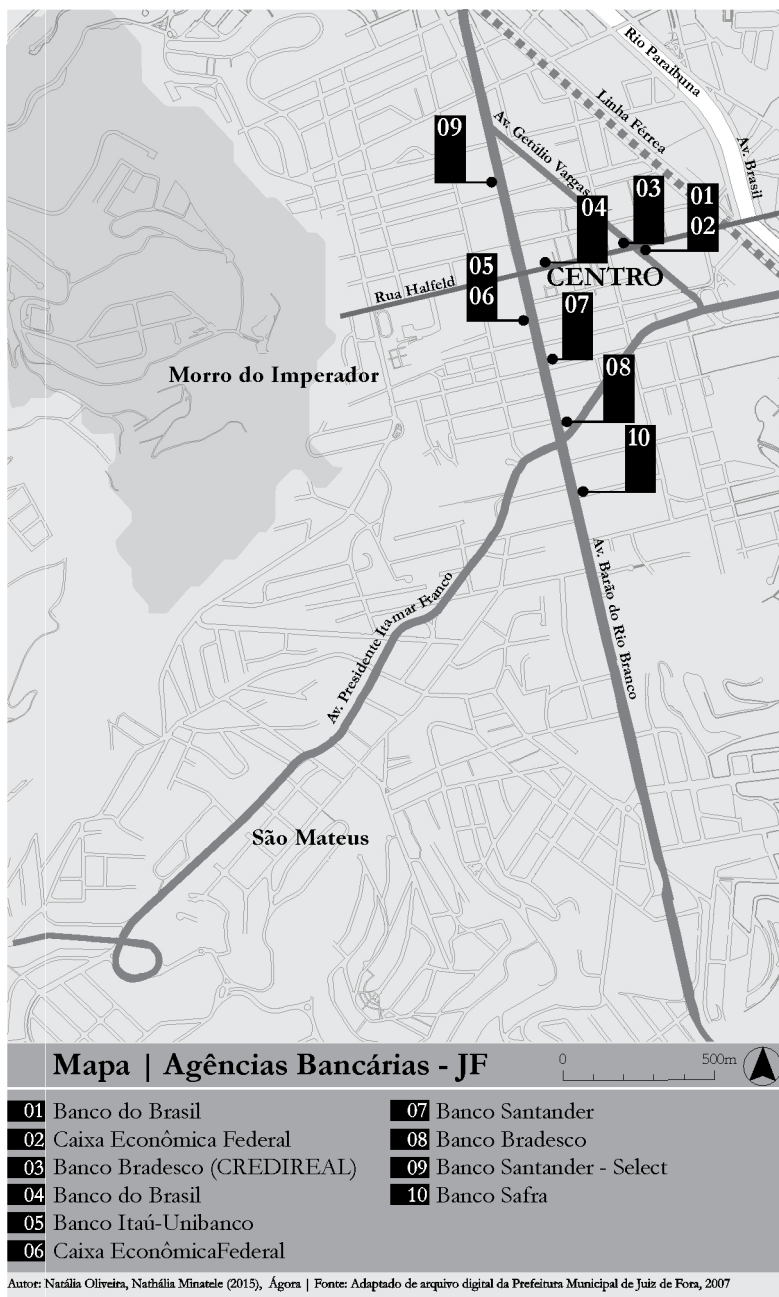 Rio Paraibuna
Linha Férrea
Av. Brasil
Av. Getúlio Vargas
09
03
01
02
04
05
06
CENTRO
Rua Halfeld
07
Morro do Imperador
08
10
Av. Barão do Rio Branco
Av. Presidente Itamar Franco
São Mateus
Mapa | Agências Bancárias - JF
0 500m
01 Banco do Brasil
02 Caixa Econômica Federal
03 Banco Bradesco (CREDIREAL)
04 Banco do Brasil
05 Banco Itaú-Unibanco
06 Caixa EconômicaFederal
07 Banco Santander
08 Banco Bradesco
09 Banco Santander - Select
10 Banco Safra
Autor: Natália Oliveira, Nathália Minatele (2015), Ágora | Fonte: Adaptado de arquivo digital da Prefeitura Municipal de Juiz de Fora, 2007